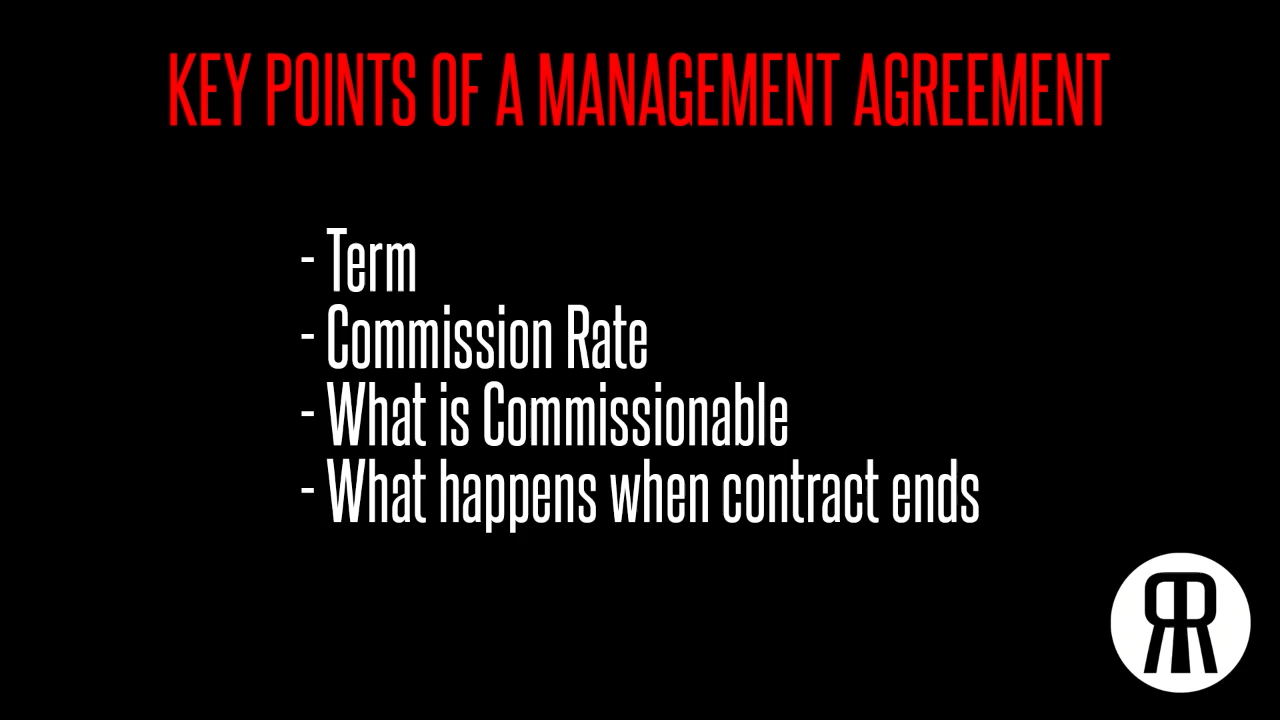 KEY POINTS OF A MANAGEMENT AGREEMENT
- Term
- Commission Rate
- What is Commissionable
- What happens when contract ends